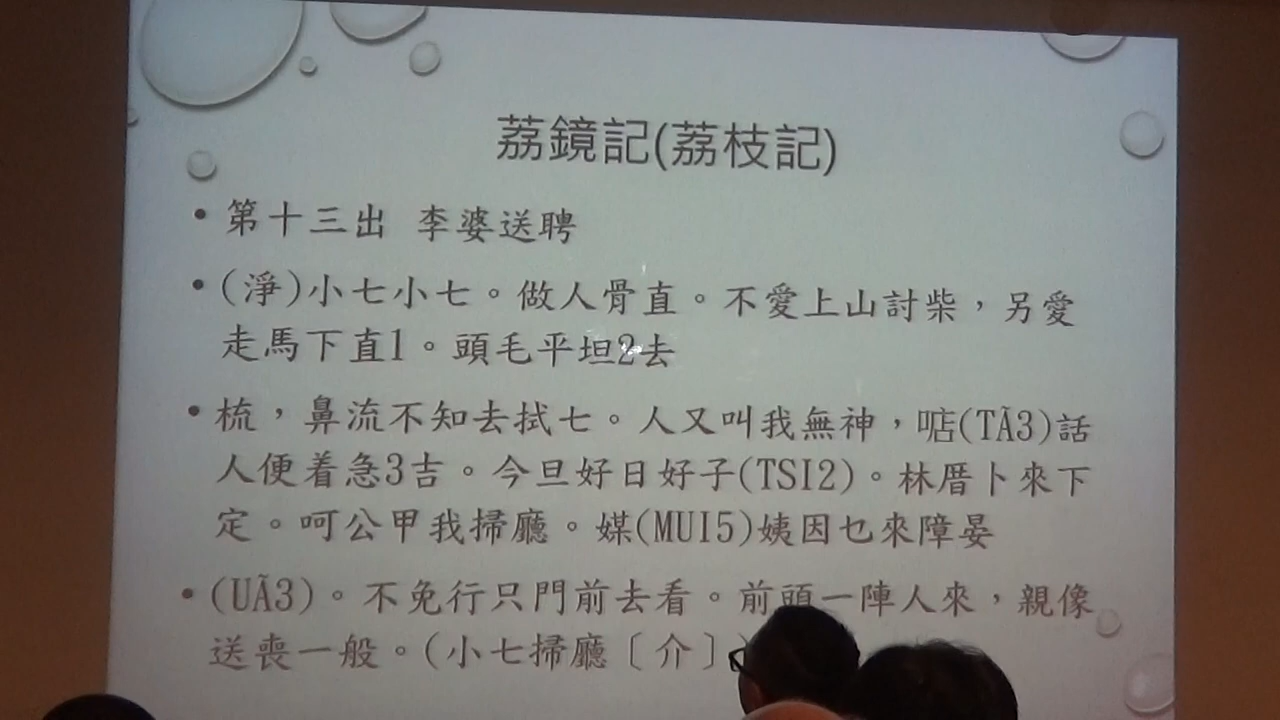 荔鏡記(荔枝記)
• 第十三出 李婆送聘
• (淨)小七小七。做人骨直。不愛上山討柴，另愛
走馬下直1。頭毛平坦2去
• 梳，鼻流不知去拭七。人又叫我無神，啱(TÃ3)話
人便着急3吉。今旦好日好子(TSI2)。林厝卜來下
定。呵公甲我掃廳。媒(MUI5)姨因乜來障晏
• (UÃ3)。不免行只門前去看。前頭一陣人來，親像
送喪一般。(小七掃廳〔介〕)